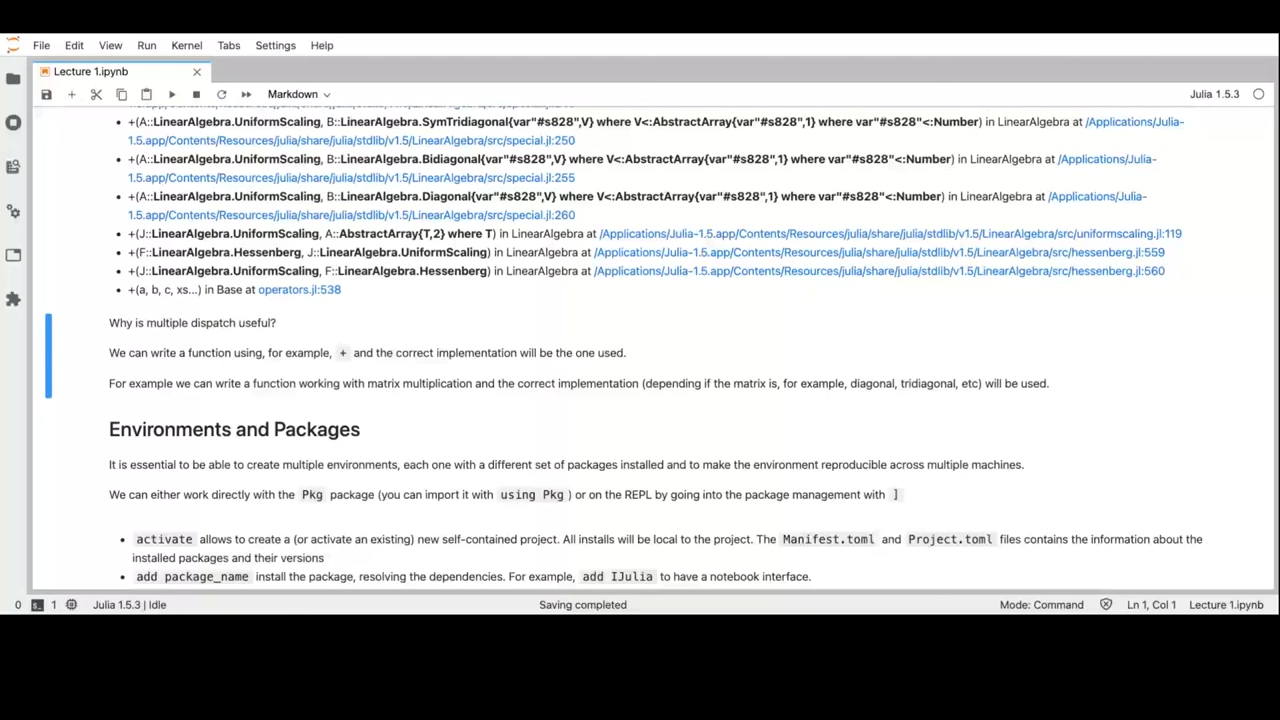 File Edit View Run Kernel Tabs Settings Help
Lecture 1.ipynb
Markdown Julia 1.5.3
+(A::LinearAlgebra.UniformScaling, B::LinearAlgebra.SymTridiagonal{var"#s828",V} where V<:AbstractArray{var"#s828",1} where var"#s828"<:Number) in LinearAlgebra at /Applications/Julia-
1.5.app/Contents/Resources/julia/share/julia/stdlib/v1.5/LinearAlgebra/src/special.jl:250
+(A::LinearAlgebra.UniformScaling, B::LinearAlgebra.Bidiagonal{var"#s828",V} where V<:AbstractArray{var"#s828",1} where var"#s828"<:Number) in LinearAlgebra at /Applications/Julia-
1.5.app/Contents/Resources/julia/share/julia/stdlib/v1.5/LinearAlgebra/src/special.jl:255
+(A::LinearAlgebra.UniformScaling, B::LinearAlgebra.Diagonal{var"#s828",V} where V<:AbstractArray{var"#s828",1} where var"#s828"<:Number) in LinearAlgebra at /Applications/Julia-
1.5.app/Contents/Resources/julia/share/julia/stdlib/v1.5/LinearAlgebra/src/special.jl:260
+(J::LinearAlgebra.UniformScaling, A::AbstractArray{T,2} where T) in LinearAlgebra at /Applications/Julia-1.5.app/Contents/Resources/julia/share/julia/stdlib/v1.5/LinearAlgebra/src/uniformscaling.jl:119
+(F::LinearAlgebra.Hessenberg, J::LinearAlgebra.UniformScaling) in LinearAlgebra at /Applications/Julia-1.5.app/Contents/Resources/julia/share/julia/stdlib/v1.5/LinearAlgebra/src/hessenberg.jl:559
+(J::LinearAlgebra.UniformScaling, F::LinearAlgebra.Hessenberg) in LinearAlgebra at /Applications/Julia-1.5.app/Contents/Resources/julia/share/julia/stdlib/v1.5/LinearAlgebra/src/hessenberg.jl:560
+(a, b, c, xs...) in Base at operators.jl:538
Why is multiple dispatch useful?
We can write a function using, for example, + and the correct implementation will be the one used.
For example we can write a function working with matrix multiplication and the correct implementation (depending if the matrix is, for example, diagonal, tridiagonal, etc) will be used.
Environments and Packages
It is essential to be able to create multiple environments, each one with a different set of packages installed and to make the environment reproducible across multiple machines.
We can either work directly with the Pkg package (you can import it with using Pkg ) or on the REPL by going into the package management with ]
activate allows to create a (or activate an existing) new self-contained project. All installs will be local to the project. The Manifest.toml and Project.toml files contains the information about the
installed packages and their versions
add package_name install the package, resolving the dependencies. For example, add IJulia to have a notebook interface.
0 1 Julia 1.5.3 | Idle Saving completed Mode: Command Ln 1, Col 1 Lecture 1.ipynb